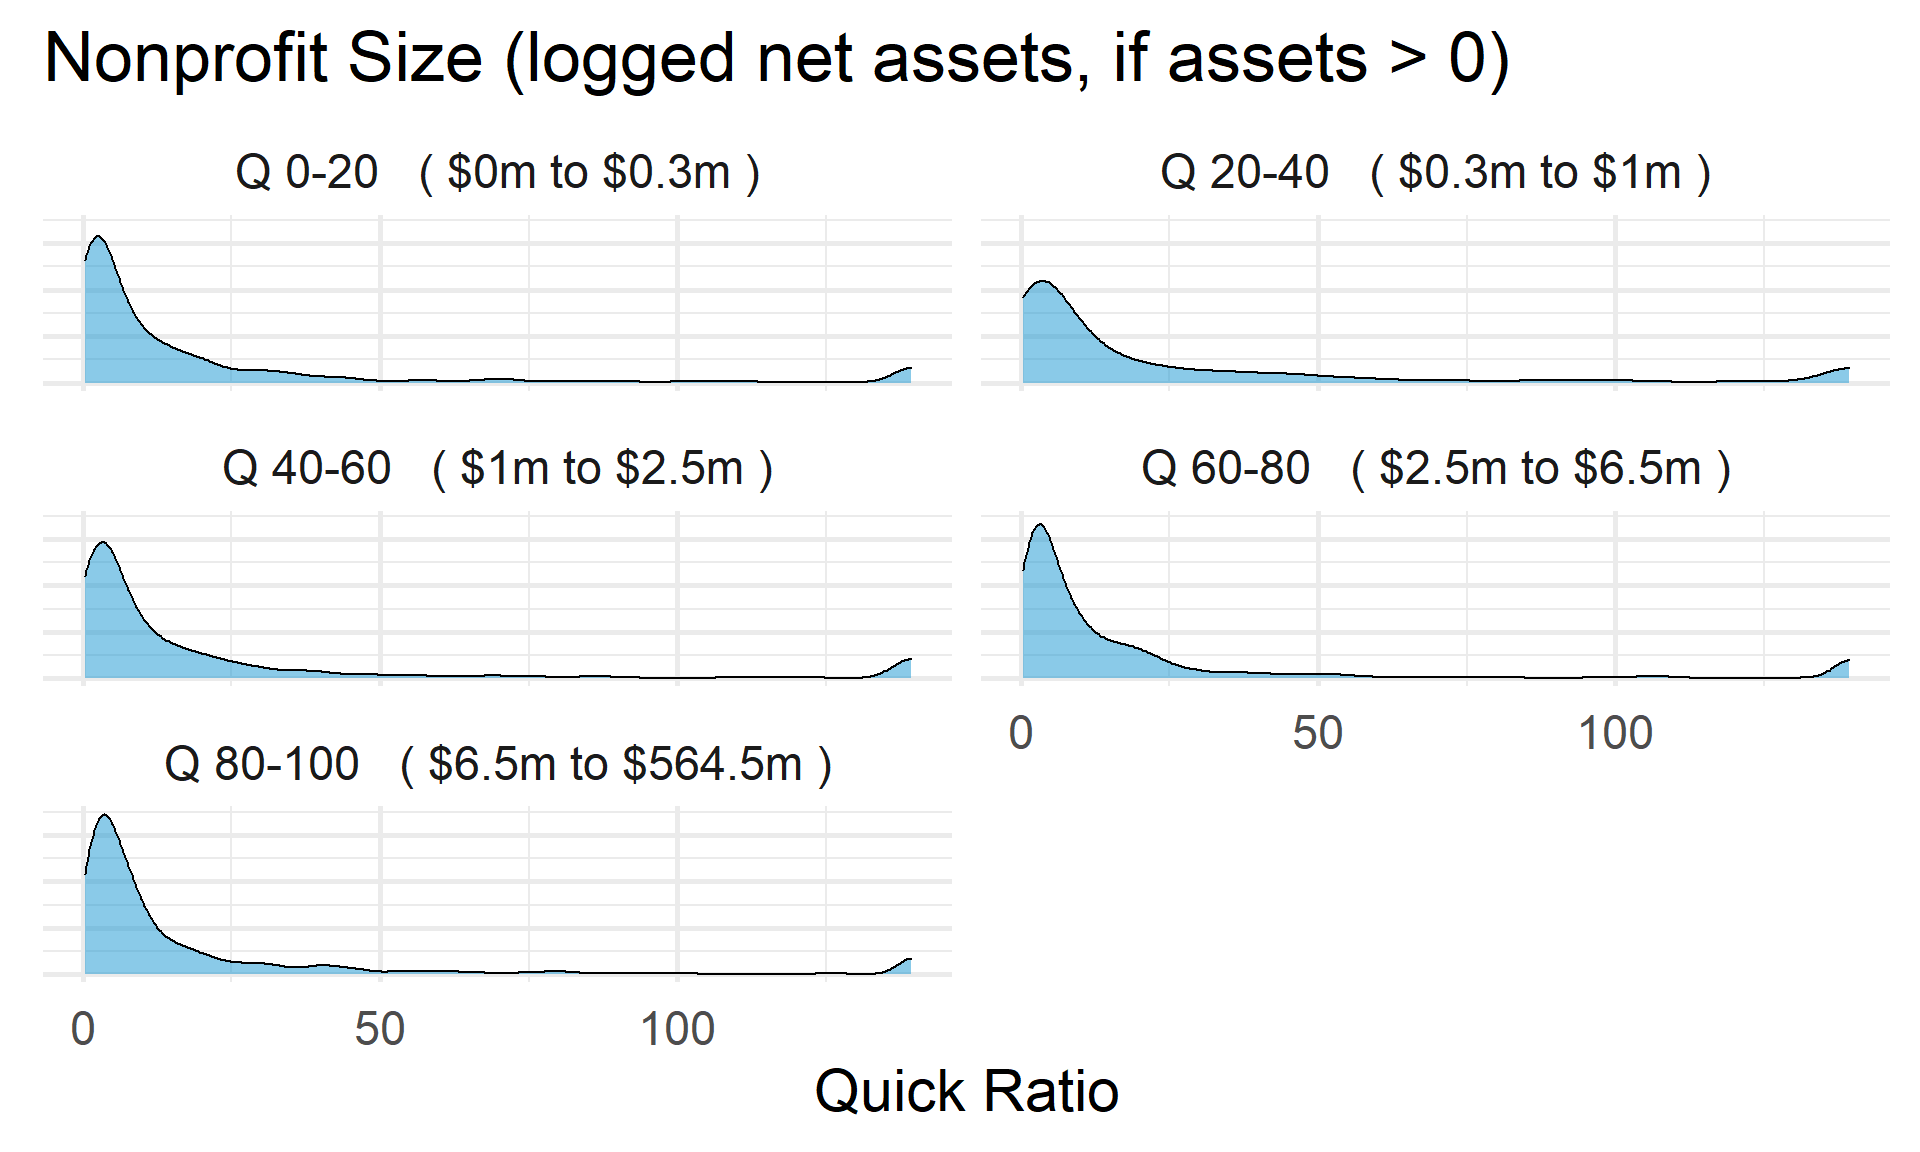 Nonprofit Size (logged net assets, if assets > 0)
Q 0-20   ( $0m to $0.3m )
Q 20-40   ( $0.3m to $1m )
Q 40-60   ( $1m to $2.5m )
Q 60-80   ( $2.5m to $6.5m )
0 50 100
Q 80-100   ( $6.5m to $564.5m )
0 50 100
Quick Ratio